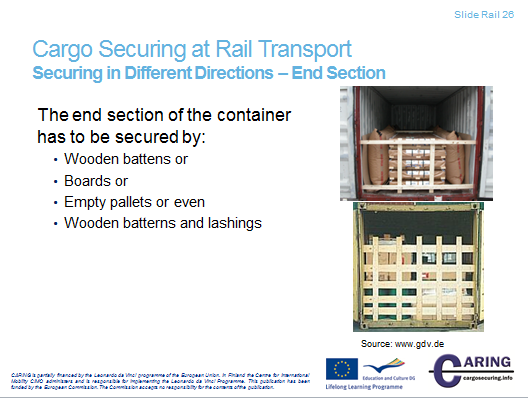 Slide Rail 26
Cargo Securing at Rail Transport
Securing in Different Directions – End Section
The end section of the container
has to be secured by:
• Wooden battens or
• Boards or
• Empty pallets or even
• Wooden batterns and lashings
Source: www.gdv.de
CARING is partially financed by the Leonardo da Vinci programme of the European Union. In Finland the Centre for International
Mobility CIMO administers and is responsible for implementing the Leonardo da Vinci Programme. This publication has been
funded by the European Commission. The Commission accepts no responsibility for the contents of the publication.
Education and Culture DG
Lifelong Learning Programme
CARING
cargosecuring.info